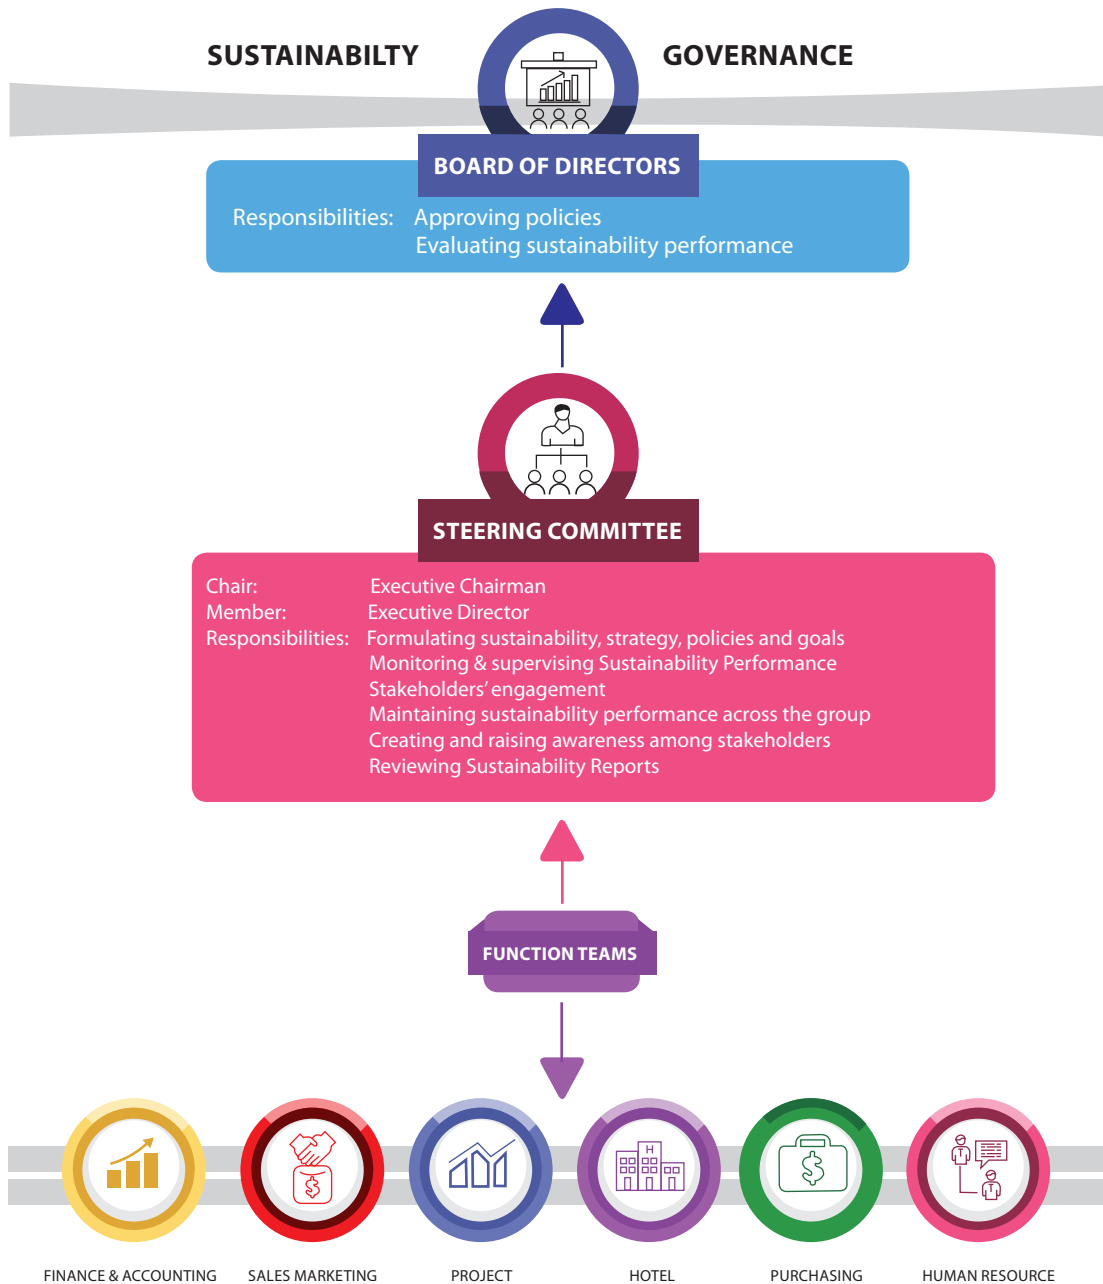 SUSTAINABILTY GOVERNANCE
BOARD OF DIRECTORS
Responsibilities: Approving policies
Evaluating sustainability performance
STEERING COMMITTEE
Chair: Executive Chairman
Member: Executive Director
Responsibilities: Formulating sustainability, strategy, policies and goals
Monitoring & supervising Sustainability Performance
Stakeholders' engagement
Maintaining sustainability performance across the group
Creating and raising awareness among stakeholders
Reviewing Sustainability Reports
FUNCTION TEAMS
H
$ $
FINANCE & ACCOUNTING SALES MARKETING PROJECT HOTEL PURCHASING HUMAN RESOURCE